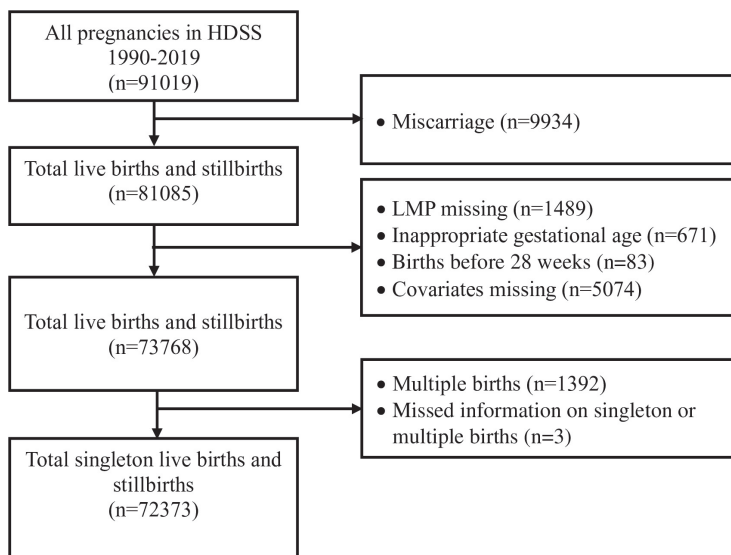 All pregnancies in HDSS
1990-2019
(n=91019)
• Miscarriage (n=9934)
Total live births and stillbirths
(n=81085)
• LMP missing (n=1489)
• Inappropriate gestational age (n=671)
• Births before 28 weeks (n=83)
• Covariates missing (n=5074)
Total live births and stillbirths
(n=73768)
• Multiple births (n=1392)
• Missed information on singleton or
multiple births (n=3)
Total singleton live births and
stillbirths
(n=72373)